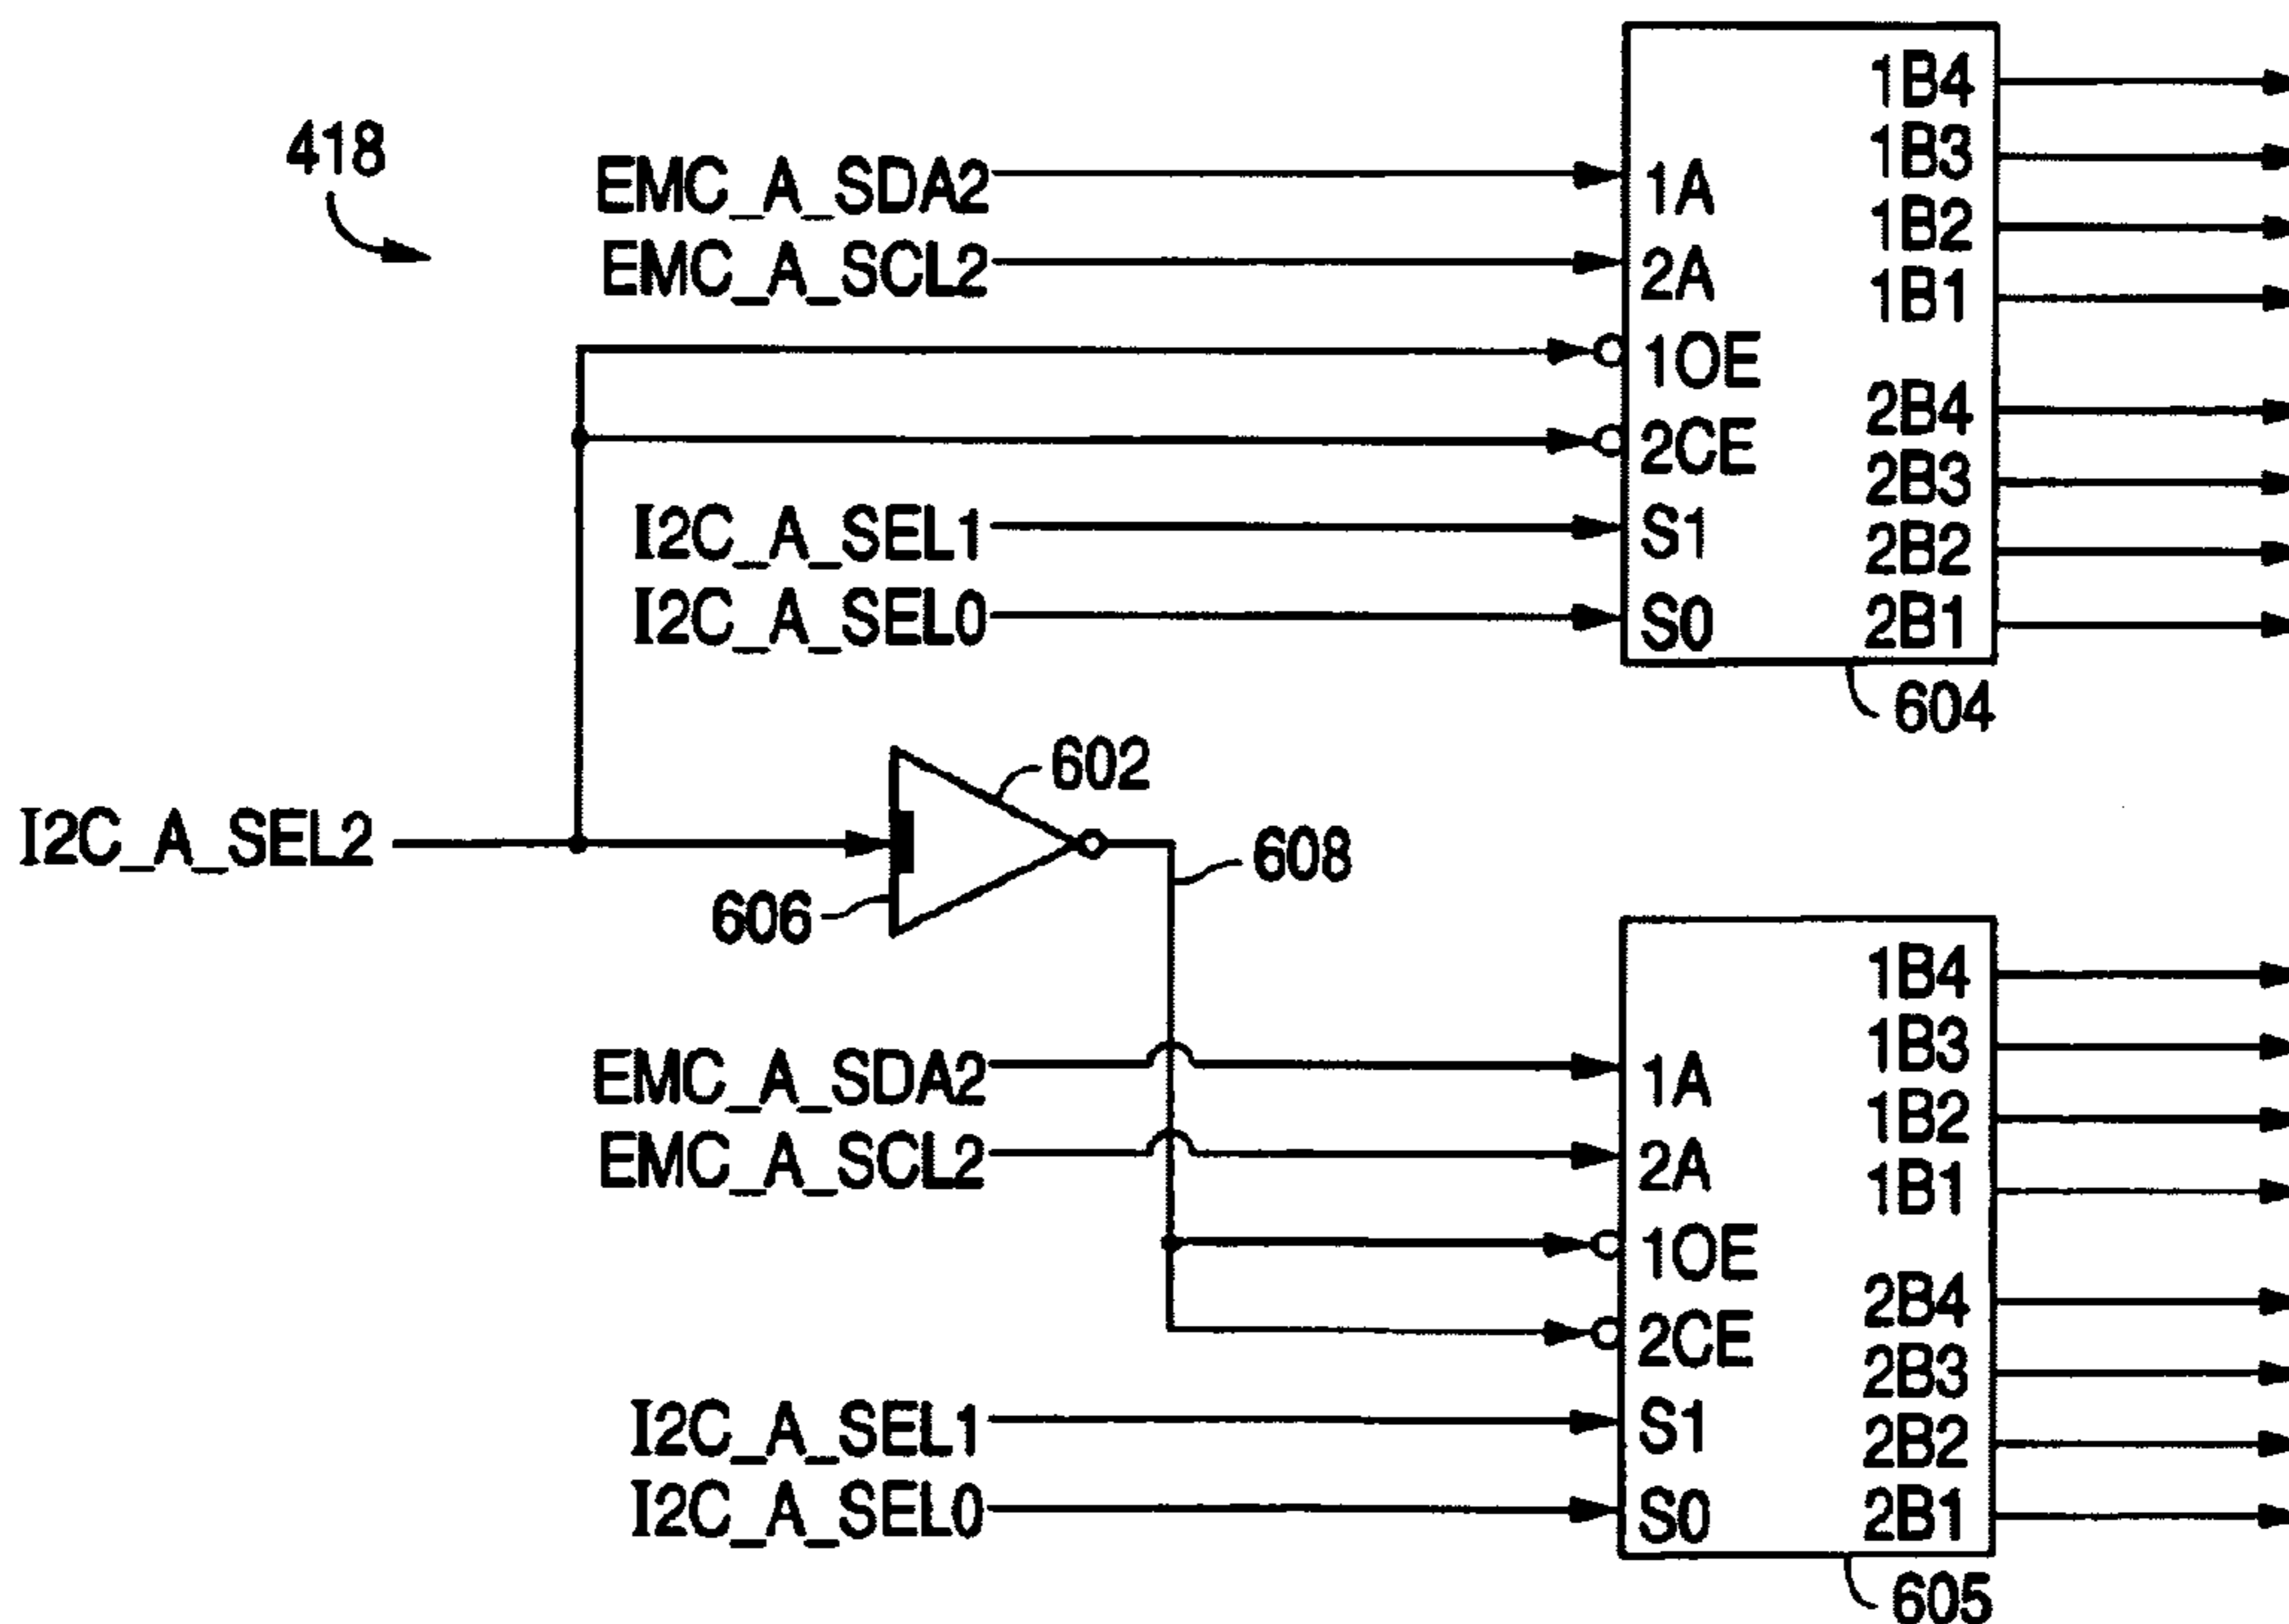 418
EMC_A_SDA2
EMC_A_SCL2
I2C_A_SEL1
I2C_A_SEL0
1A
2A
1OE
2CE
S1
S0
1B4
1B3
1B2
1B1
2B4
2B3
2B2
2B1
604
I2C_A_SEL2
602
606
608
EMC_A_SDA2
EMC_A_SCL2
I2C_A_SEL1
I2C_A_SEL0
1A
2A
1OE
2CE
S1
S0
1B4
1B3
1B2
1B1
2B4
2B3
2B2
2B1
605